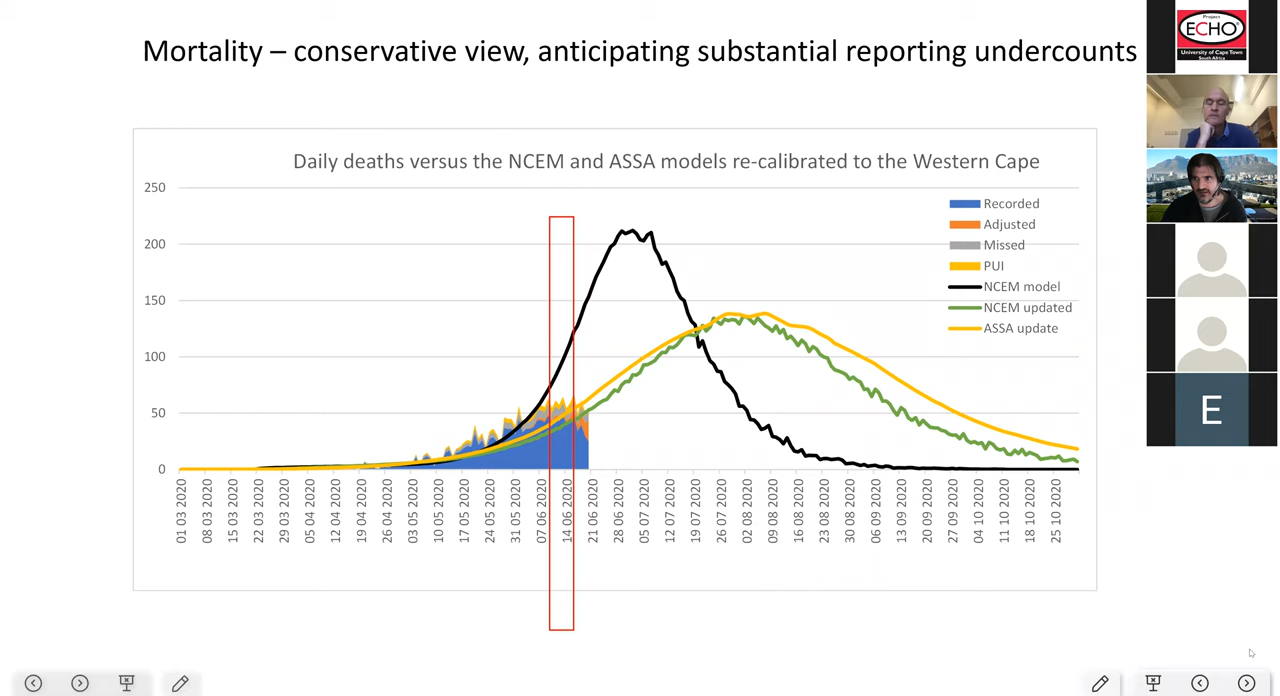 Mortality – conservative view, anticipating substantial reporting undercounts
Daily deaths versus the NCEM and ASSA models re-calibrated to the Western Cape
250
200
150
100
50
0
Recorded
Adjusted
Missed
PUI
NCEM model
NCEM updated
ASSA update
01 03 2020
08 03 2020
15 03 2020
22 03 2020
29 03 2020
05 04 2020
12 04 2020
19 04 2020
26 04 2020
03 05 2020
10 05 2020
17 05 2020
24 05 2020
31 05 2020
07 06 2020
14 06 2020
21 06 2020
28 06 2020
05 07 2020
12 07 2020
19 07 2020
26 07 2020
02 08 2020
09 08 2020
16 08 2020
23 08 2020
30 08 2020
06 09 2020
13 09 2020
20 09 2020
27 09 2020
04 10 2020
11 10 2020
18 10 2020
25 10 2020
Project
ECHO®
University of Cape Town
South Africa
E